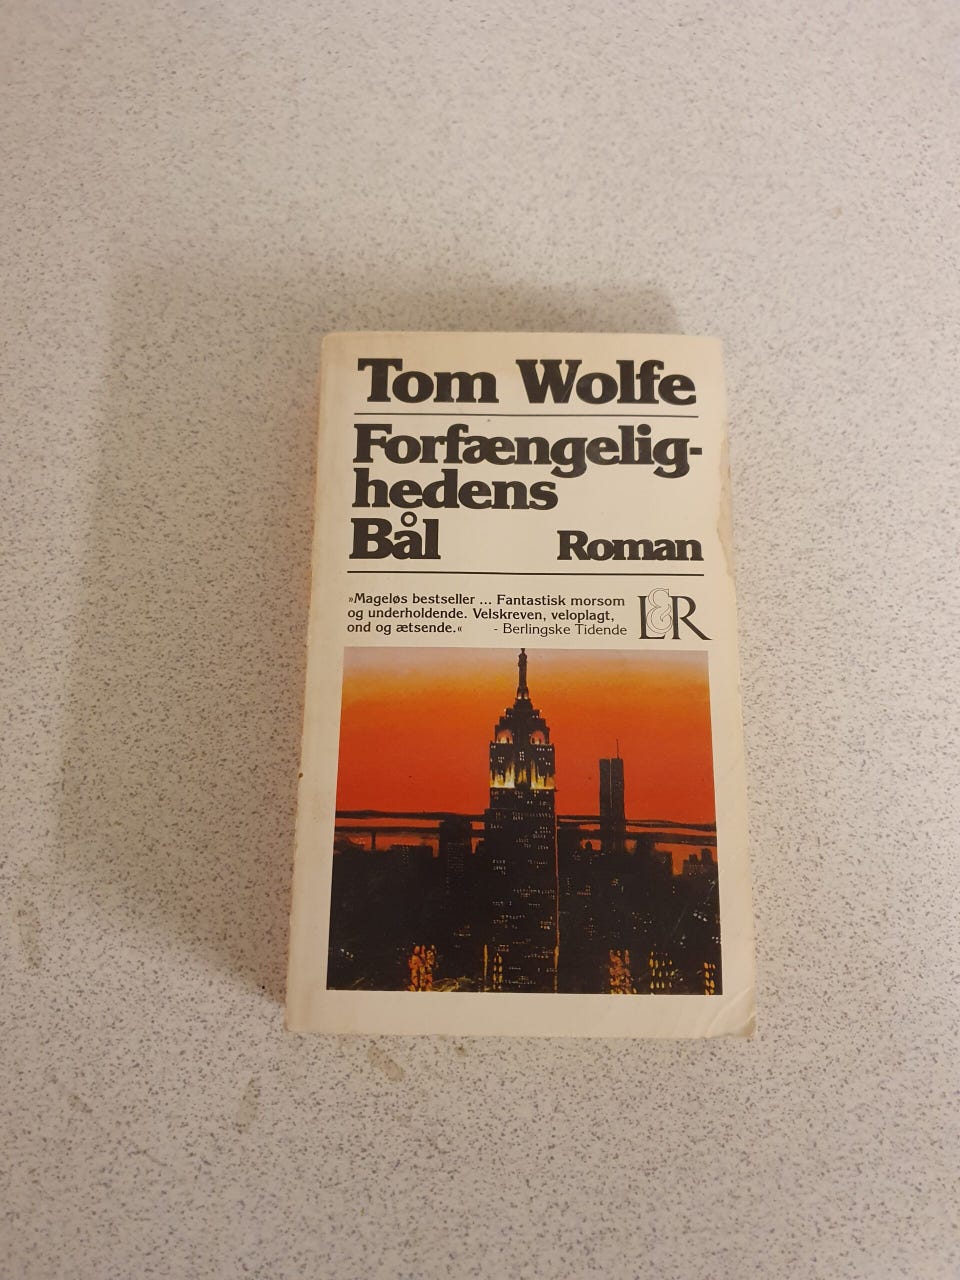 Tom Wolfe
Forfængelig-
hedens
Bål Roman
»Mageløs bestseller ... Fantastisk morsom
og underholdende. Velskreven, veloplagt,
ond og ætsende.« - Berlingske Tidende
L&R